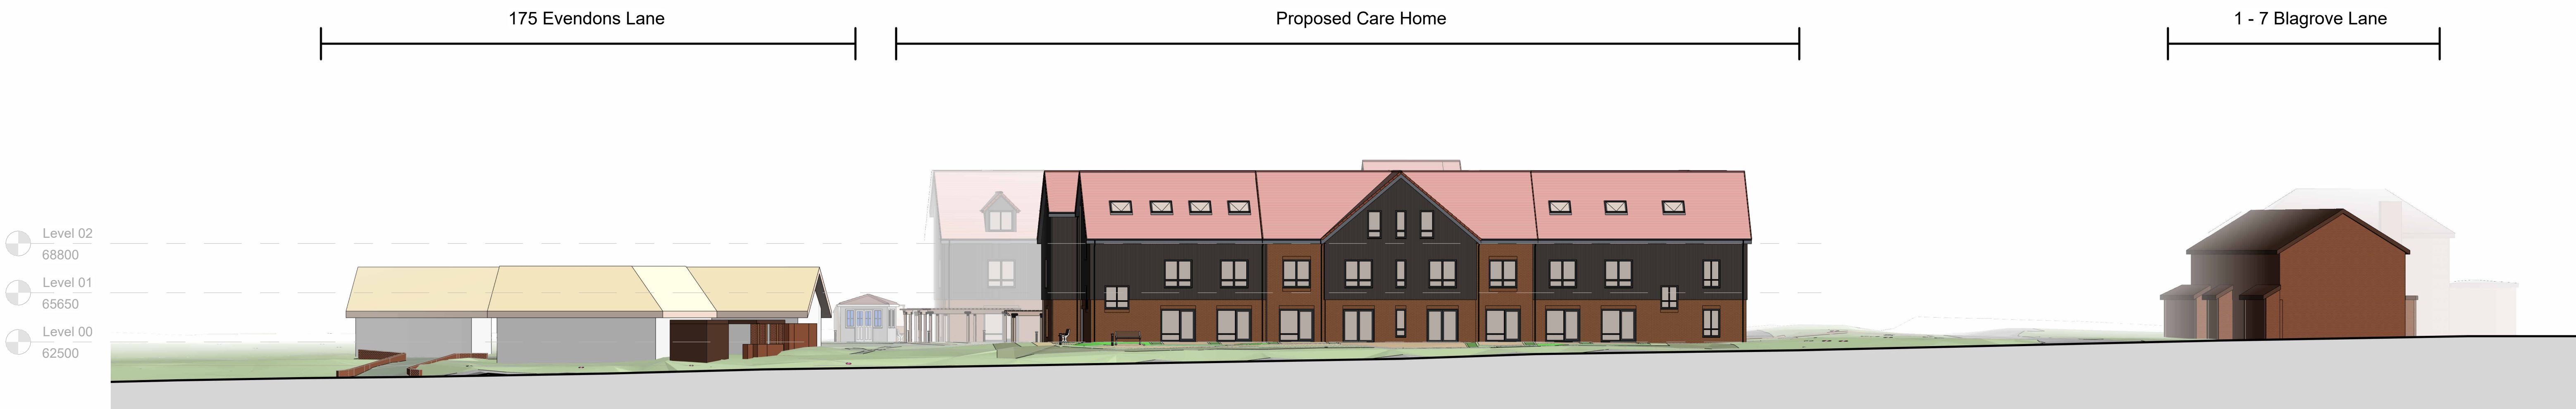 175 Evendons Lane
Proposed Care Home
1 - 7 Blagrove Lane
Level 02
68800
Level 01
65650
Level 00
62500